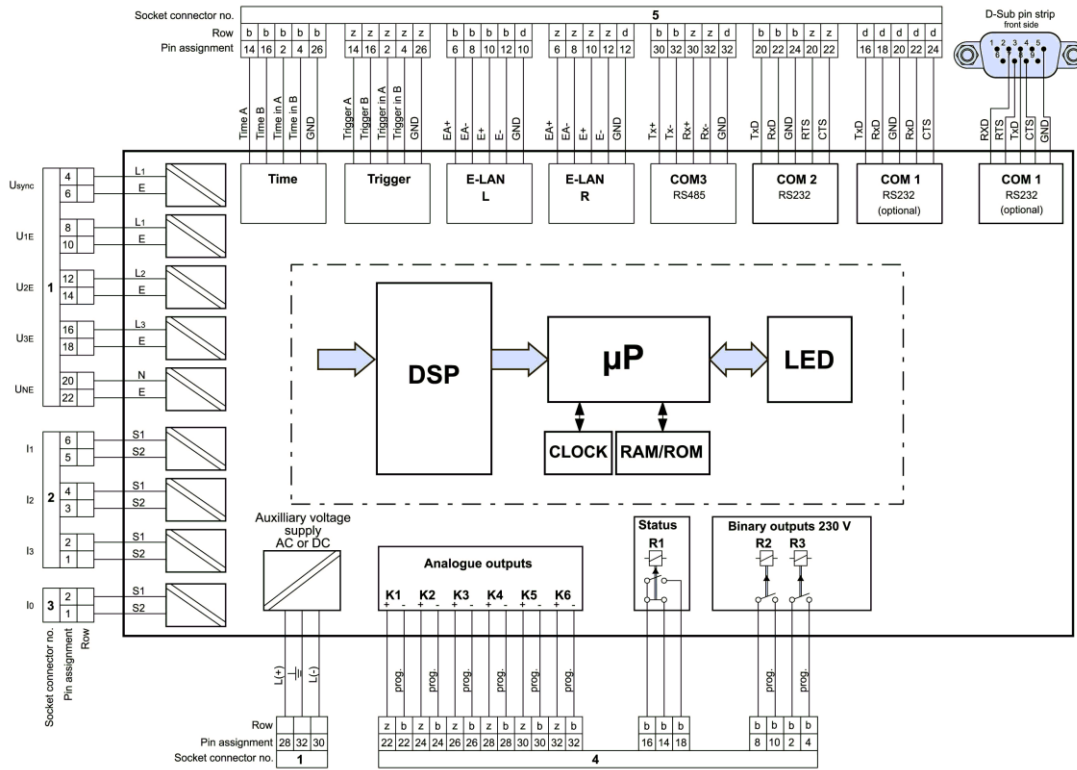 Socket connector no. 5
Row b b b b b z z z z z b b b b d z z z z d b b z z d b b b z z d d d d d
Pin assignment 14 16 2 4 26 14 16 2 4 26 6 8 10 12 10 6 8 10 12 12 30 32 30 32 32 20 22 24 20 22 16 18 20 22 24
D-Sub pin strip
front side
1 2 3 4 5
6 7 8 9
Time A
Time B
Time in A
Time in B
GND
Trigger A
Trigger B
Trigger in A
Trigger in B
GND
EA+
EA-
E+
E-
GND
EA+
EA-
E+
E-
GND
Tx+
Tx-
Rx+
Rx-
GND
TxD
RxD
GND
RTS
CTS
TxD
RxD
GND
RxD
CTS
RXD
RTS
TxD
CTS
GND
Time
Trigger
E-LAN
L
E-LAN
R
COM3
RS485
COM 2
RS232
COM 1
RS232
(optional)
COM 1
RS232
(optional)
1
Usync
4 L1
6 E
U1E
8 L1
10 E
U2E
12 L2
14 E
U3E
16 L3
18 E
UNE
20 N
22 E
2
I1
6 S1
5 S2
I2
4 S1
3 S2
I3
2 S1
1 S2
3
I0
2 S1
1 S2
Socket connector no.
Pin assignment
Row
DSP
µP
LED
CLOCK
RAM/ROM
Auxilliary voltage
supply
AC or DC
Analogue outputs
K1 K2 K3 K4 K5 K6
+ - + - + - + - + - + -
Status
R1
Binary outputs 230 V
R2 R3
L(+)
L(-)
prog.
prog.
prog.
prog.
prog.
prog.
prog.
prog.
Row z b z b z b z b z b z b b b b b b b b
Pin assignment 28 32 30 22 22 24 24 26 26 28 28 30 30 32 32 16 14 18 8 10 2 4
Socket connector no. 1 4